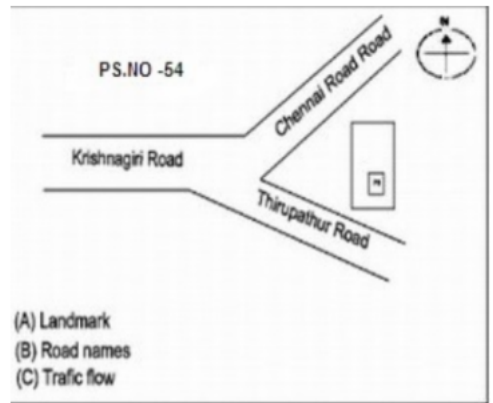 N
PS.NO -54
Chennai Road Road
Krishnagiri Road
Thirupathur Road
(A) Landmark
(B) Road names
(C) Trafic flow